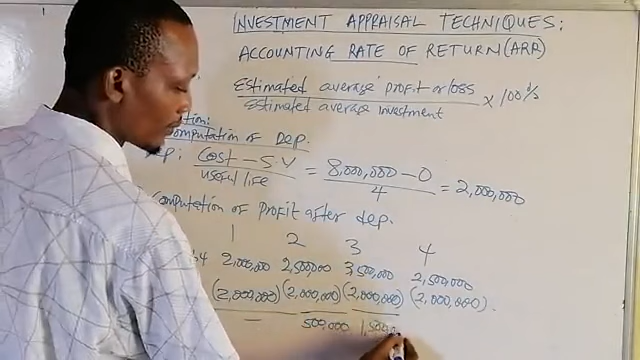 INVESTMENT APPRAISAL TECHNIQUES:
ACCOUNTING RATE OF RETURN (ARR)
Estimated average profit or loss
Estimated average investment
× 100%
Computation of Dep.
Dep: Cost - S.V
useful life
= 8,000,000 - 0
4
= 2,000,000
Computation of Profit after dep.
1 2 3 4
2,000,000 2,500,000 3,500,000 2,500,000
(2,000,000) (2,000,000) (2,000,000) (2,000,000).
— 500,000